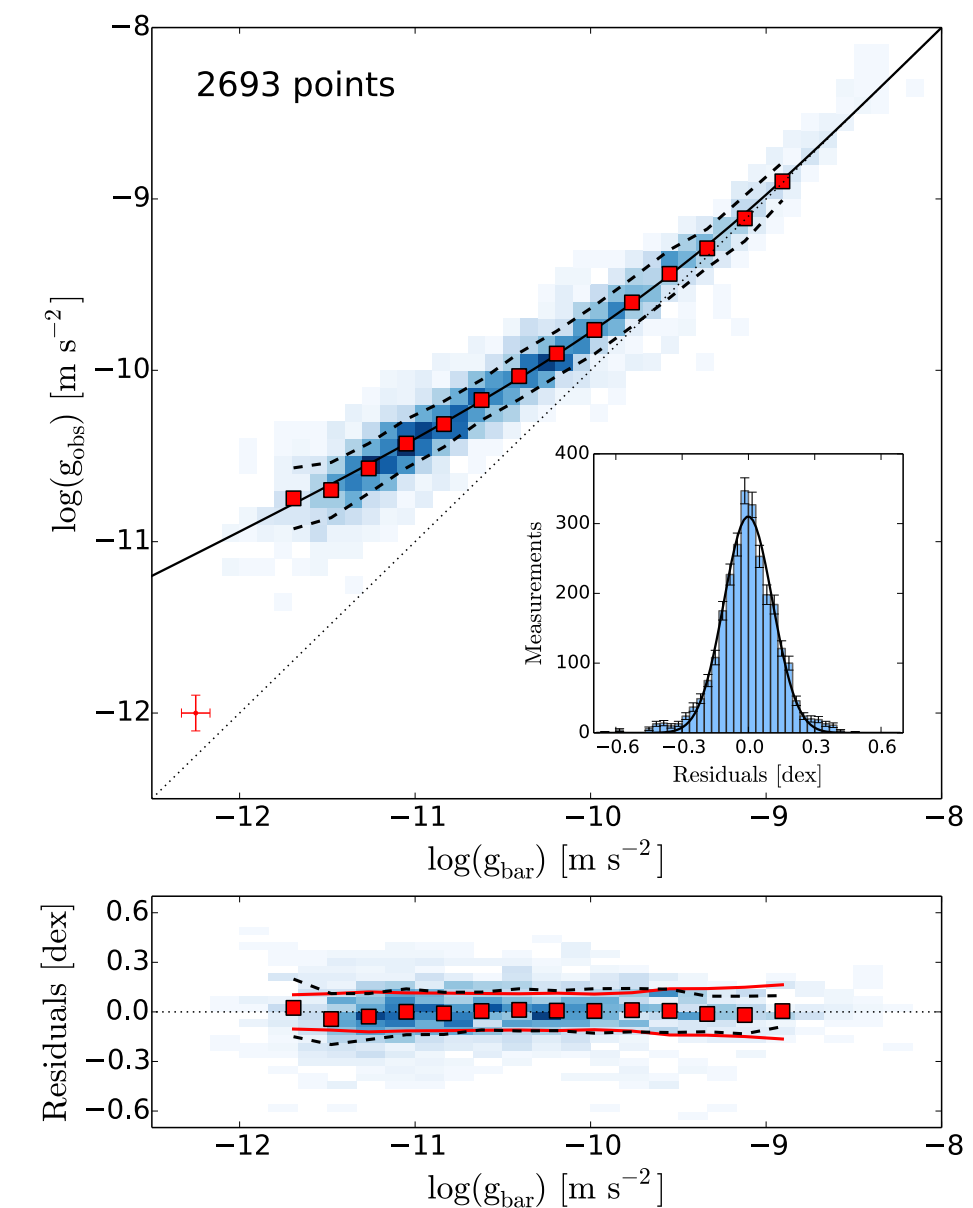 2693 points
−8
−9
−10
−11
−12
log(g_obs) [m s^−2]
−12 −11 −10 −9 −8
log(g_bar) [m s^−2]
400
300
200
100
0
Measurements
−0.6 −0.3 0.0 0.3 0.6
Residuals [dex]
0.6
0.3
0.0
−0.3
−0.6
Residuals [dex]
−12 −11 −10 −9 −8
log(g_bar) [m s^−2]